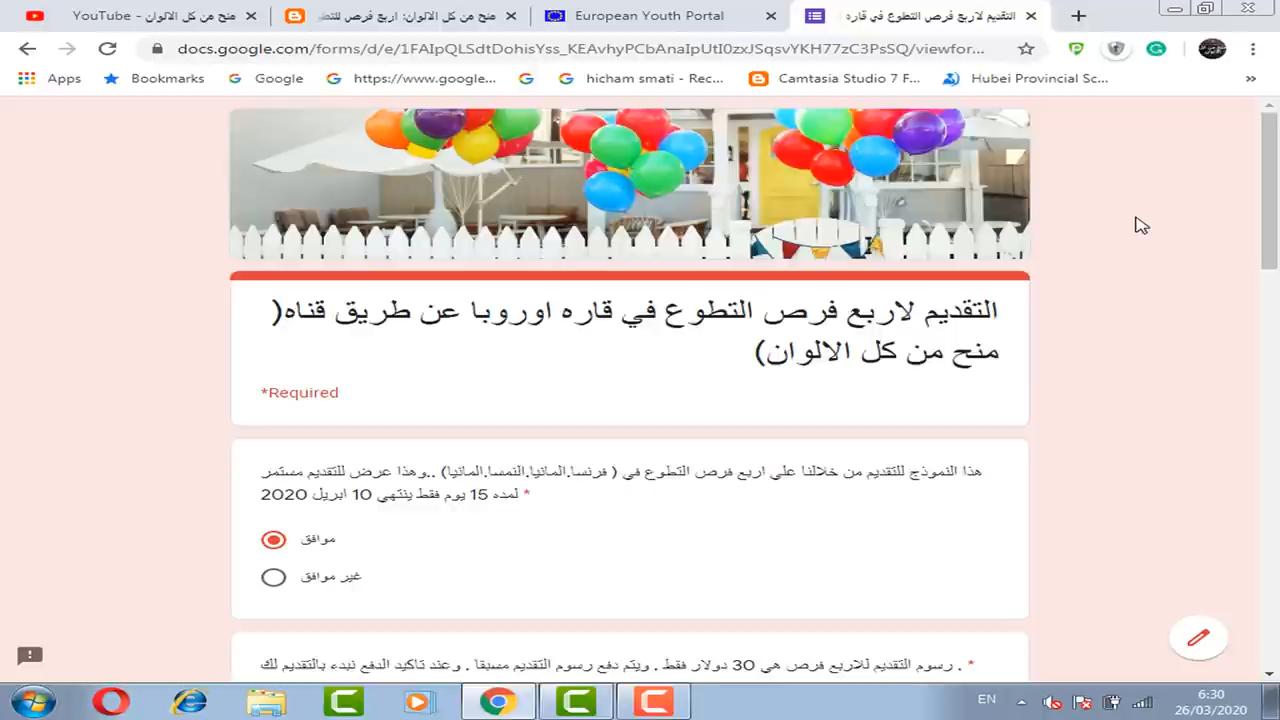 منح من كل الالوان - YouTube
منح من كل الالوان: اربع فرص للتط
European Youth Portal
التقديم لاربع فرص التطوع في قاره
docs.google.com/forms/d/e/1FAIpQLSdtDohisYss_KEAvhyPCbAnaIpUtI0zxJSqsvYKH77zC3PsSQ/viewfor...
Apps
Bookmarks
Google
https://www.google...
hicham smati - Rec...
Camtasia Studio 7 F...
Hubei Provincial Sc...
»
التقديم لاربع فرص التطوع في قاره اوروبا عن طريق قناه(
منح من كل الالوان)
*Required
هذا النموذج للتقديم من خلالنا علي اربع فرص التطوع في ( فرنسا.المانيا.النمسا.المانيا) ..وهذا عرض للتقديم مستمر
لمده 15 يوم فقط ينتهي 10 ابريل 2020 *
موافق
غير موافق
رسوم التقديم للاربع فرص هي 30 دولار فقط . ويتم دفع رسوم التقديم مسبقا . وعند تاكيد الدفع نبدء بالتقديم لك . *
EN
6:30
26/03/2020